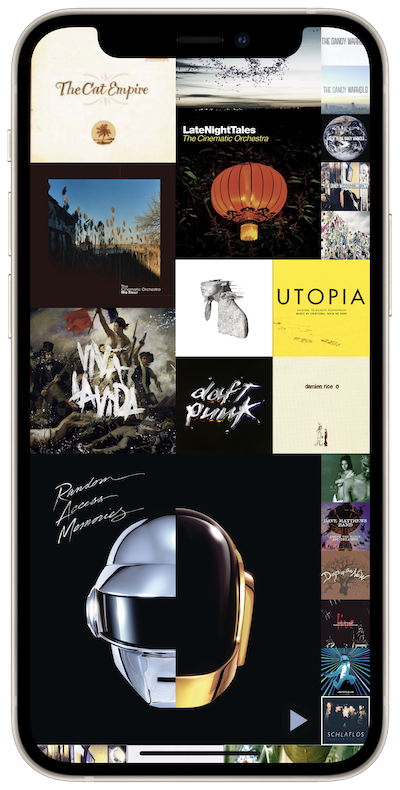 The Cat Empire
THE DANDY WARHOLS
THE DANDY WARHOLS
LateNightTales
The Cinematic Orchestra
The
Cinematic Orchestra
Ma Fleur
UTOPIA
VIVA
LA VIDA
daft
punk
damien rice O
Random
Access
Memories
DAVE MATTHEWS
BAND
live
SCHLAFLOS